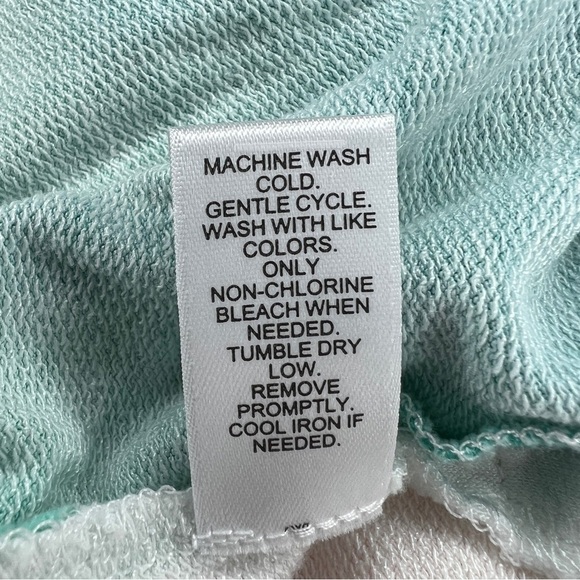 MACHINE WASH
COLD.
GENTLE CYCLE.
WASH WITH LIKE
COLORS.
ONLY
NON-CHLORINE
BLEACH WHEN
NEEDED.
TUMBLE DRY
LOW.
REMOVE
PROMPTLY.
COOL IRON IF
NEEDED.